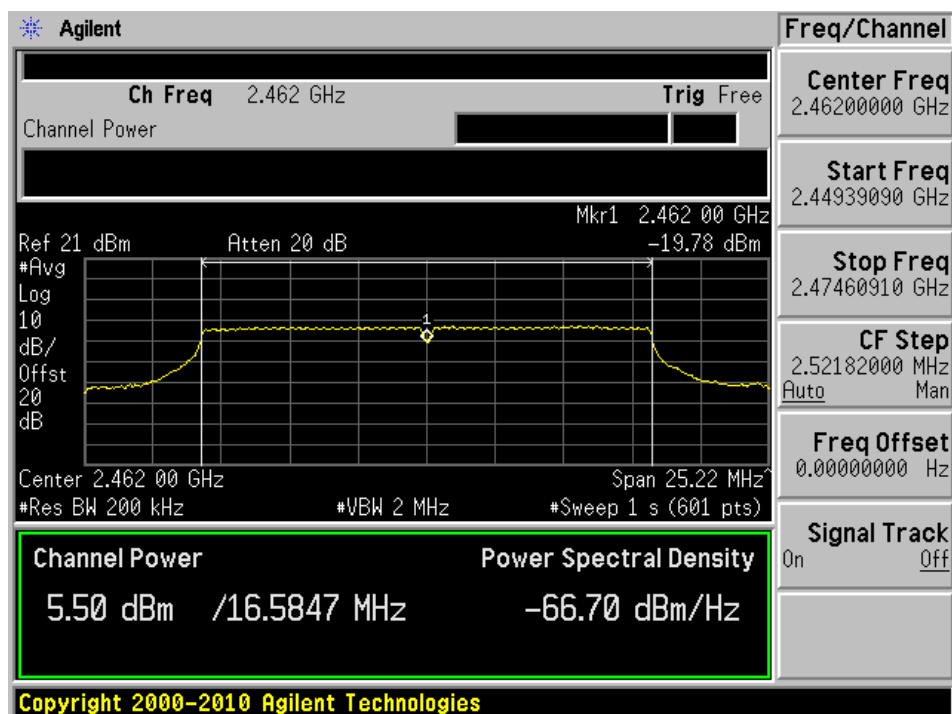 Agilent
Ch Freq 2.462 GHz Trig Free
Channel Power
Mkr1 2.462 00 GHz
Ref 21 dBm Atten 20 dB -19.78 dBm
#Avg
Log
10
dB/
Offst
20
dB
1
Center 2.462 00 GHz Span 25.22 MHz^
#Res BW 200 kHz #VBW 2 MHz #Sweep 1 s (601 pts)
Channel Power Power Spectral Density
5.50 dBm /16.5847 MHz -66.70 dBm/Hz
Copyright 2000-2010 Agilent Technologies
Freq/Channel
Center Freq
2.46200000 GHz
Start Freq
2.44939090 GHz
Stop Freq
2.47460910 GHz
CF Step
2.52182000 MHz
Auto Man
Freq Offset
0.00000000 Hz
Signal Track
On Off